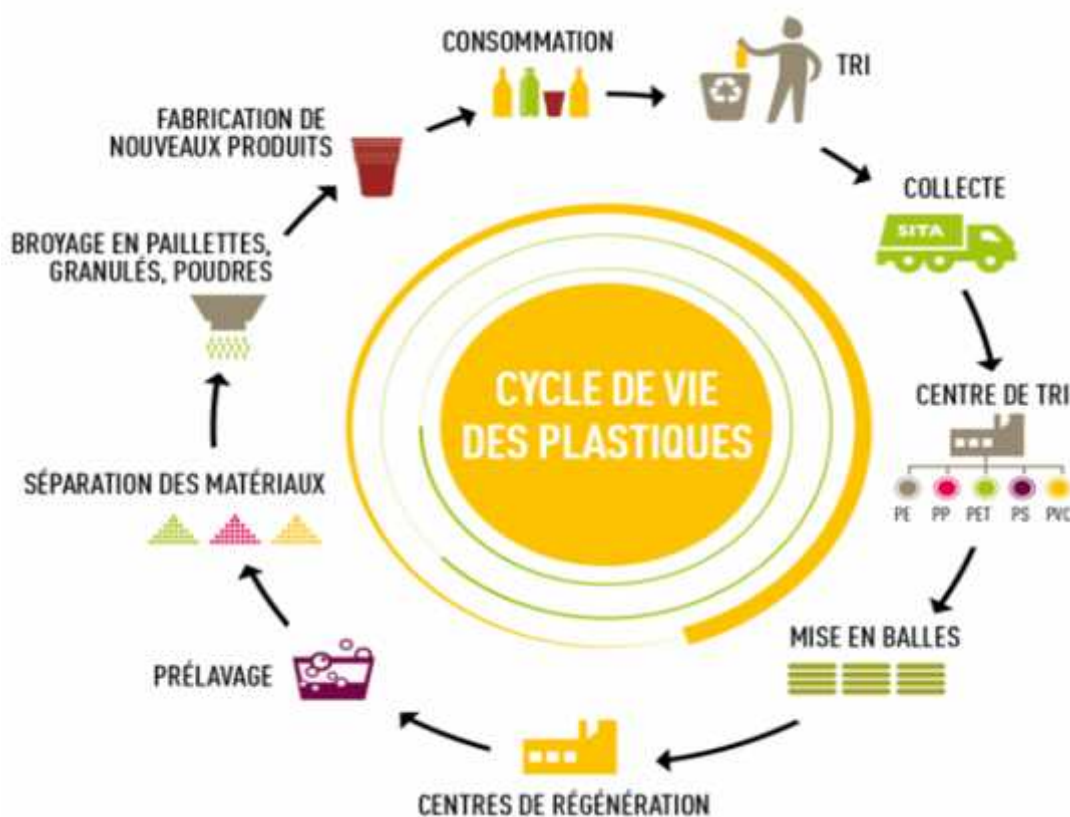 CONSOMMATION
TRI
COLLECTE
SITA
CENTRE DE TRI
PE PP PET PS PVC
MISE EN BALLES
CENTRES DE RÉGÉNÉRATION
PRÉLAVAGE
SÉPARATION DES MATÉRIAUX
BROYAGE EN PAILLETTES,
GRANULÉS, POUDRES
FABRICATION DE
NOUVEAUX PRODUITS
CYCLE DE VIE
DES PLASTIQUES